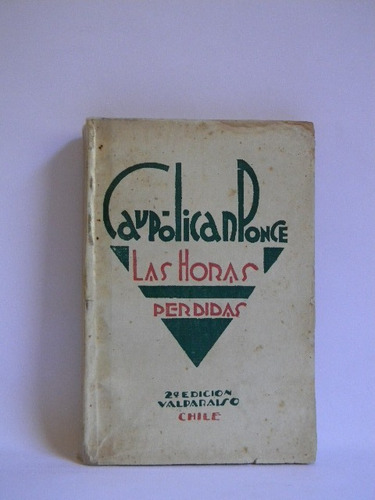 Caupolican Ponce
Las Horas
Perdidas
2ª Edicion
Valparaiso
Chile